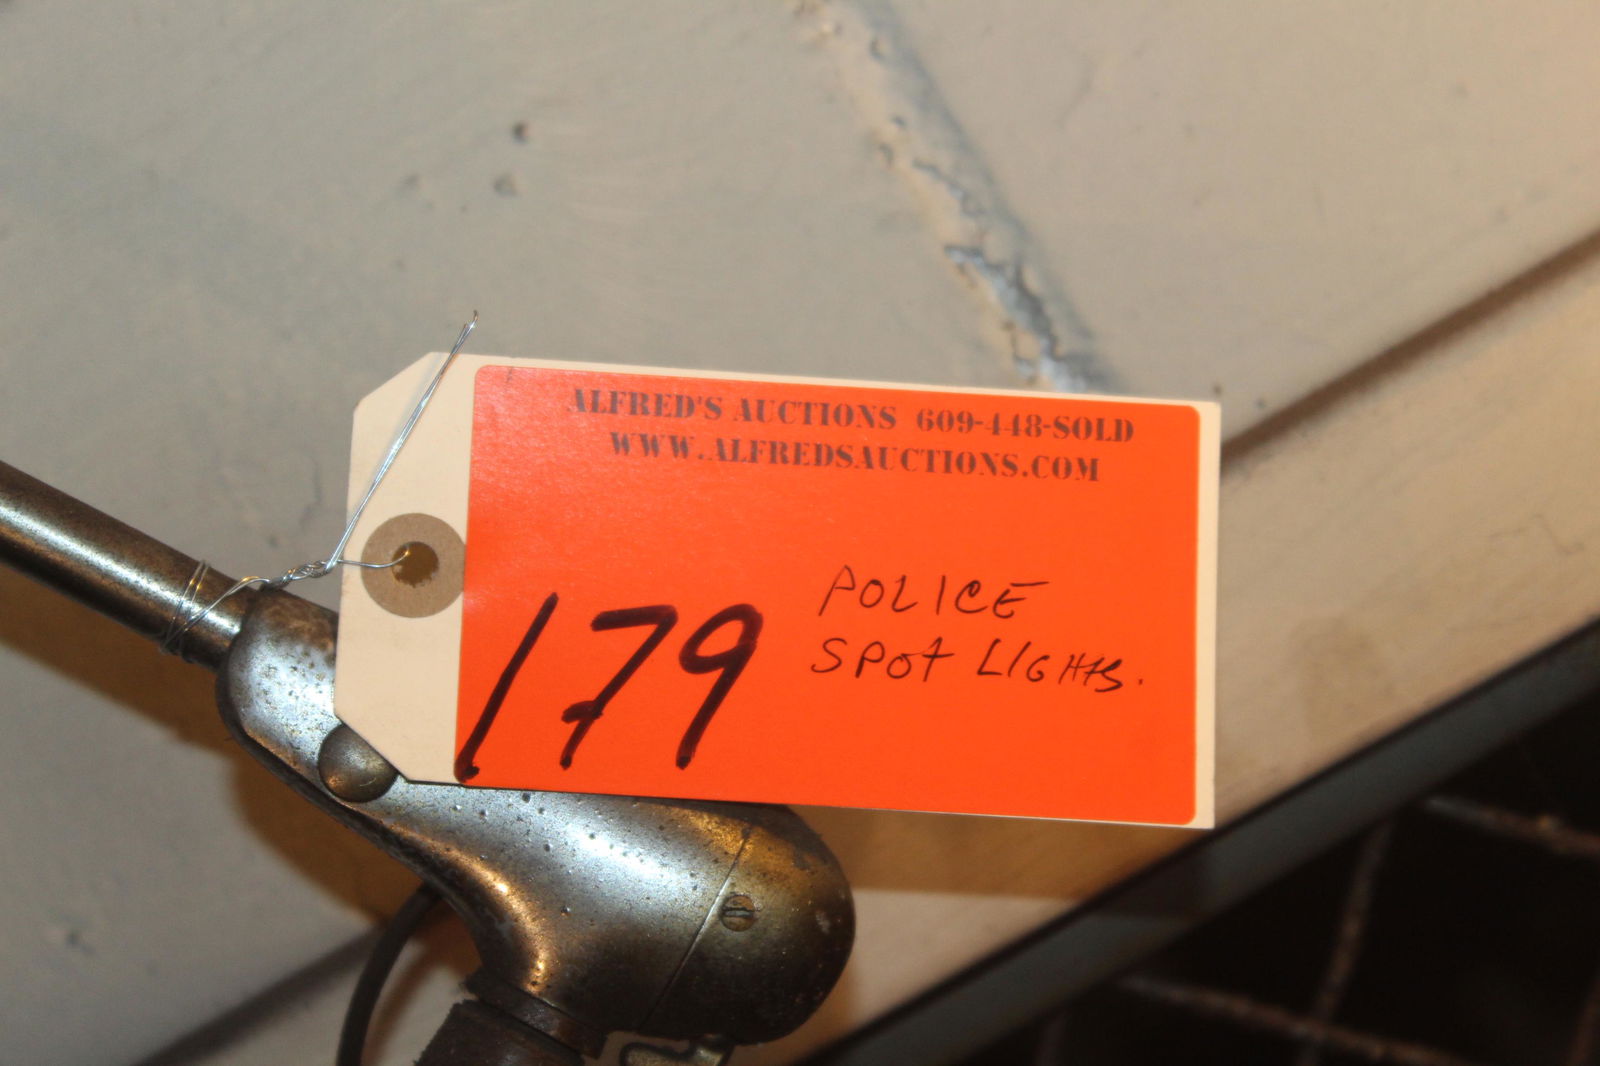 ALFRED'S AUCTIONS 609-448-SOLD
WWW.ALFREDSAUCTIONS.COM
179
POLICE
SPOT LIGHTS.